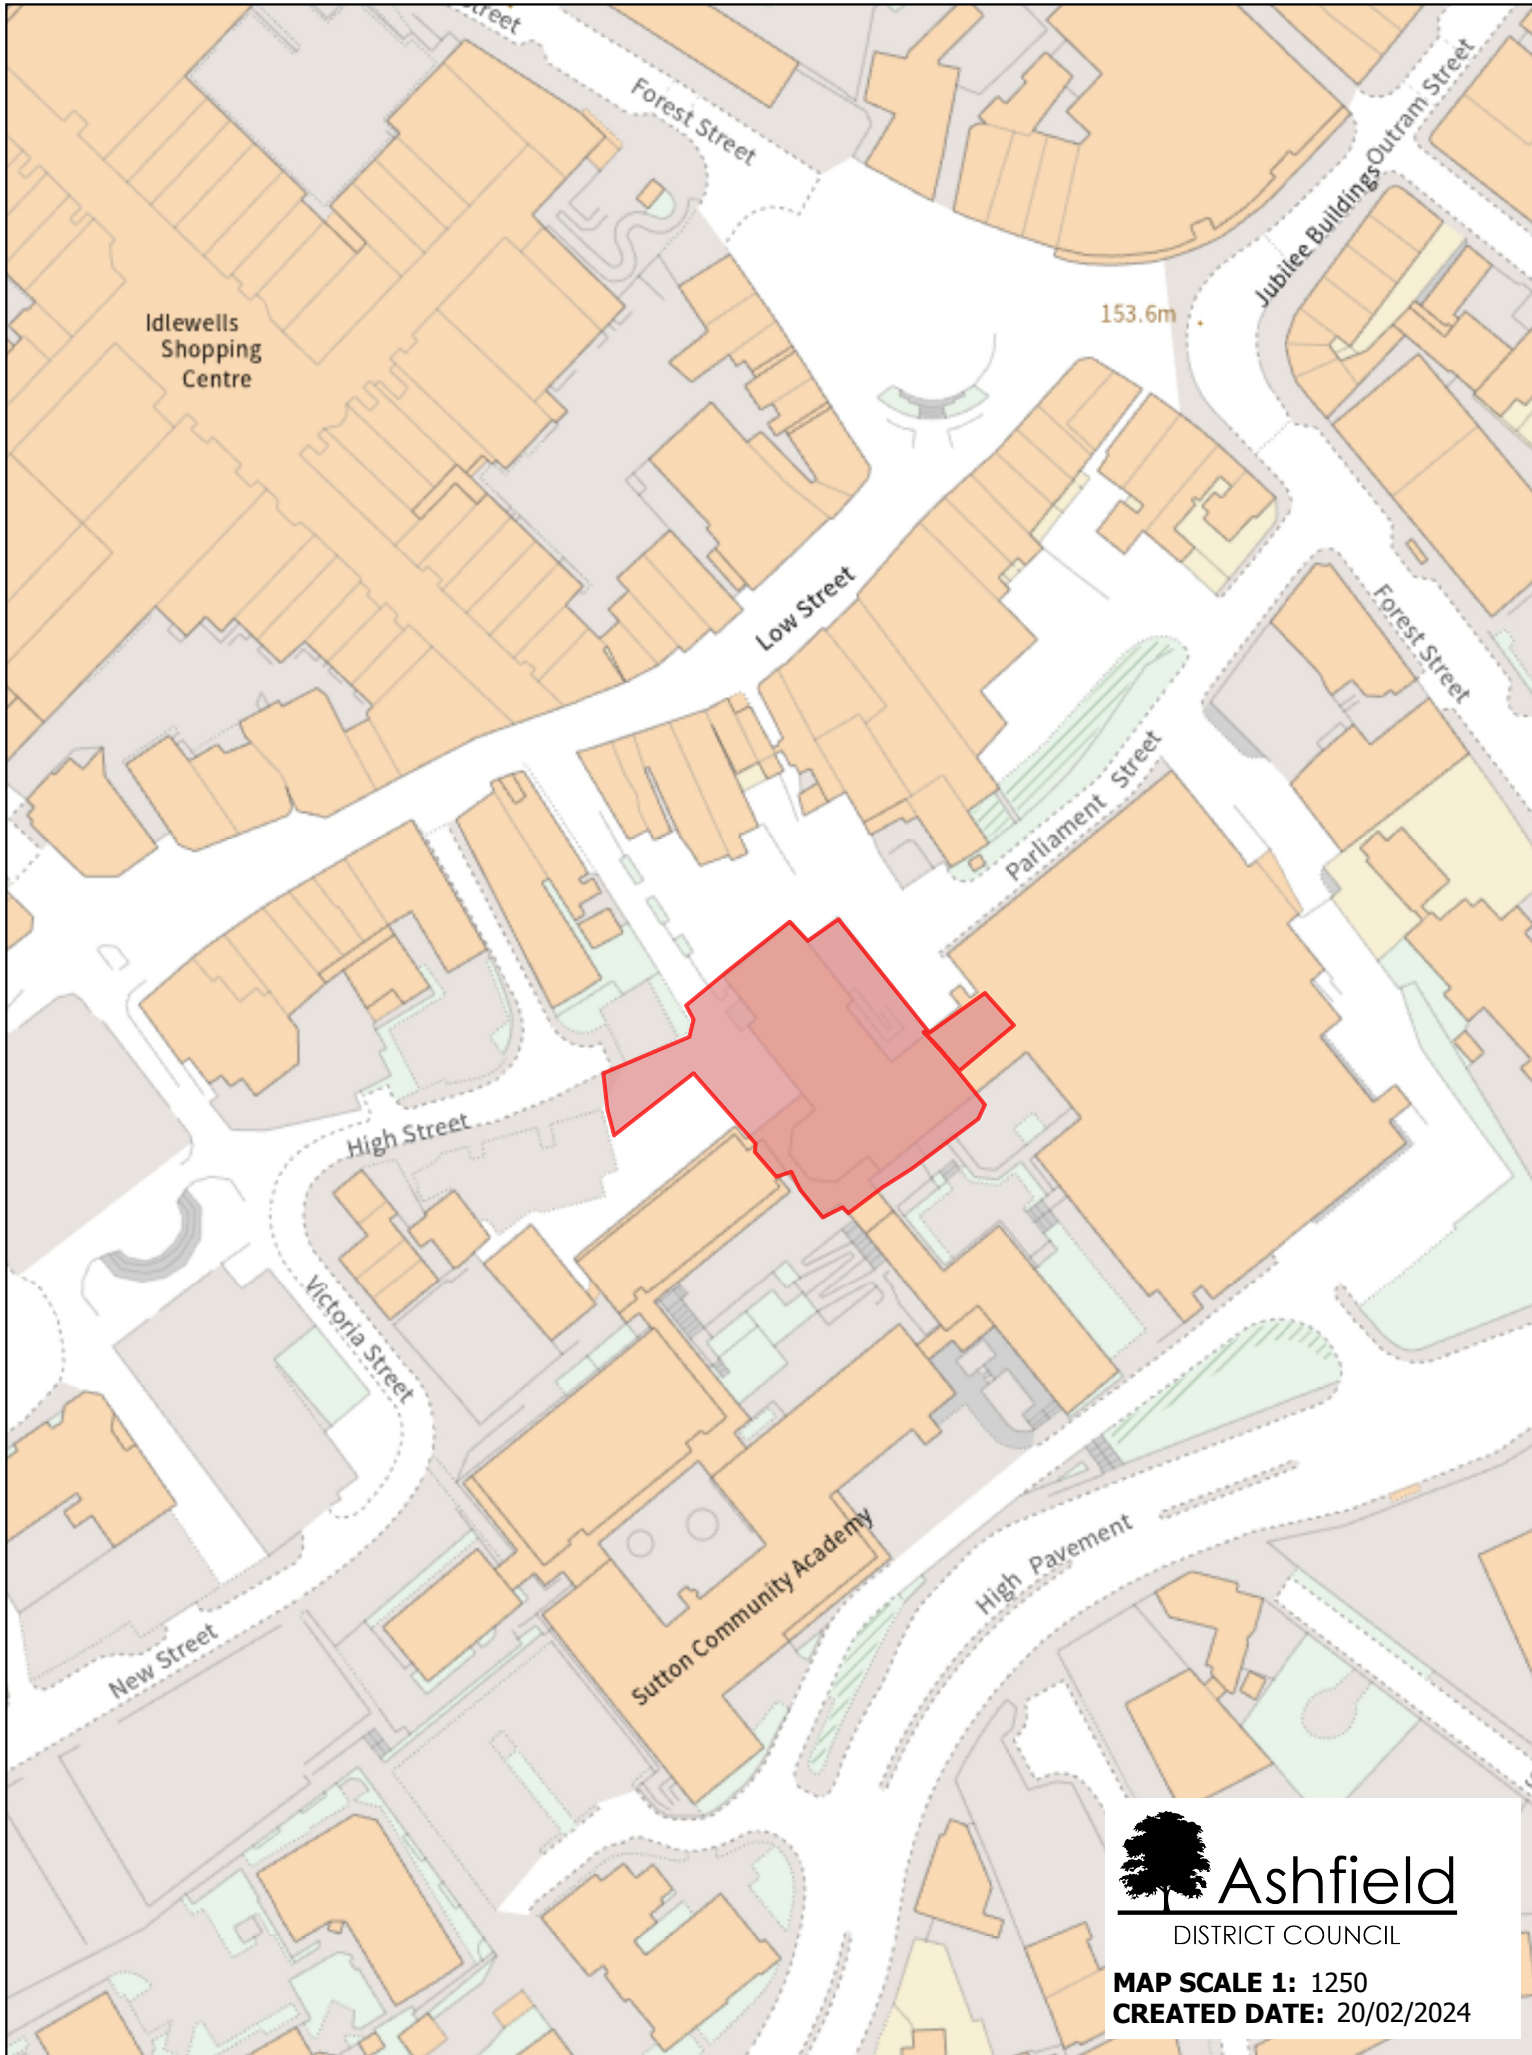 Street
Forest Street
Outram Street
Jubilee Buildings
153.6m
Idlewells
Shopping
Centre
Low Street
Forest Street
Parliament Street
High Street
Victoria Street
Sutton Community Academy
High Pavement
New Street
Ashfield
DISTRICT COUNCIL
MAP SCALE 1: 1250
CREATED DATE: 20/02/2024